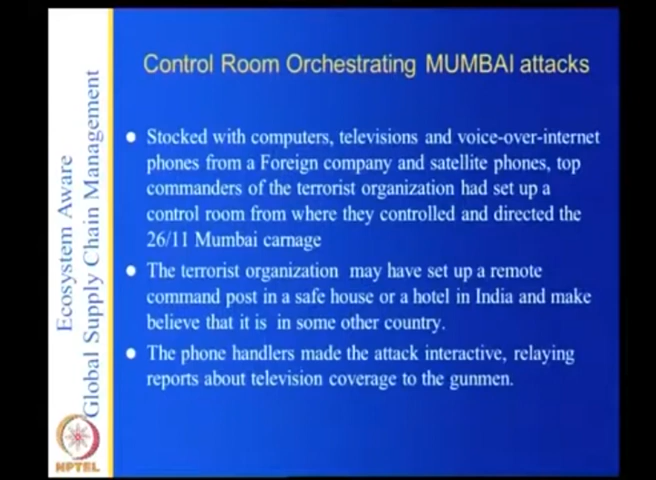 Control Room Orchestrating MUMBAI attacks
Stocked with computers, televisions and voice-over-internet
phones from a Foreign company and satellite phones, top
commanders of the terrorist organization had set up a
control room from where they controlled and directed the
26/11 Mumbai carnage
The terrorist organization may have set up a remote
command post in a safe house or a hotel in India and make
believe that it is in some other country.
The phone handlers made the attack interactive, relaying
reports about television coverage to the gunmen.
Ecosystem Aware
Global Supply Chain Management
NPTEL